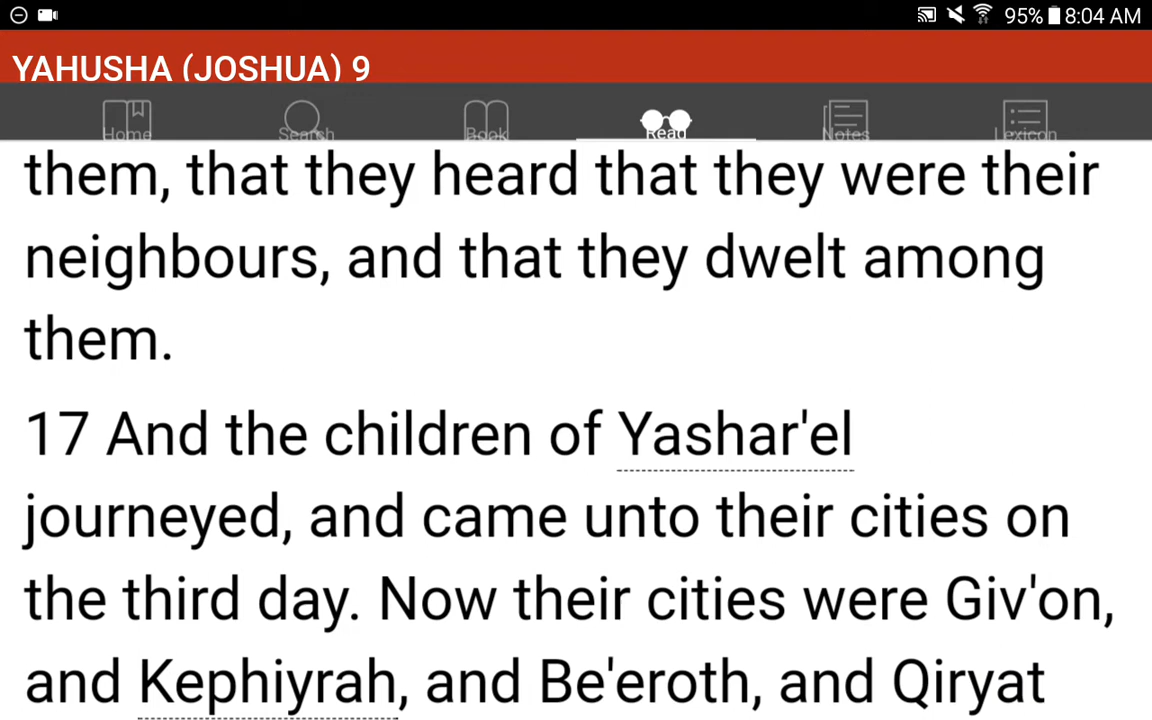 95% 8:04 AM
YAHUSHA (JOSHUA) 9
Home Search Book Read Notes Lexicon
them, that they heard that they were their
neighbours, and that they dwelt among
them.
17 And the children of Yashar'el
journeyed, and came unto their cities on
the third day. Now their cities were Giv'on,
and Kephiyrah, and Be'eroth, and Qiryat